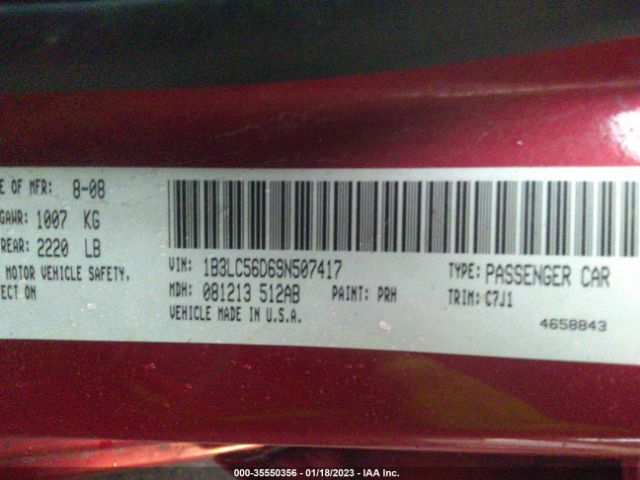 E OF MFR: 8-08
GAWR: 1007 KG
REAR: 2220 LB
MOTOR VEHICLE SAFETY,
ECT ON
VIN: 1B3LC56D69N507417
TYPE: PASSENGER CAR
MDH: 081213 512AB
PAINT: PRH
TRIM: C7J1
VEHICLE MADE IN U.S.A.
4658843
000-35550356 - 01/18/2023 - IAA Inc.